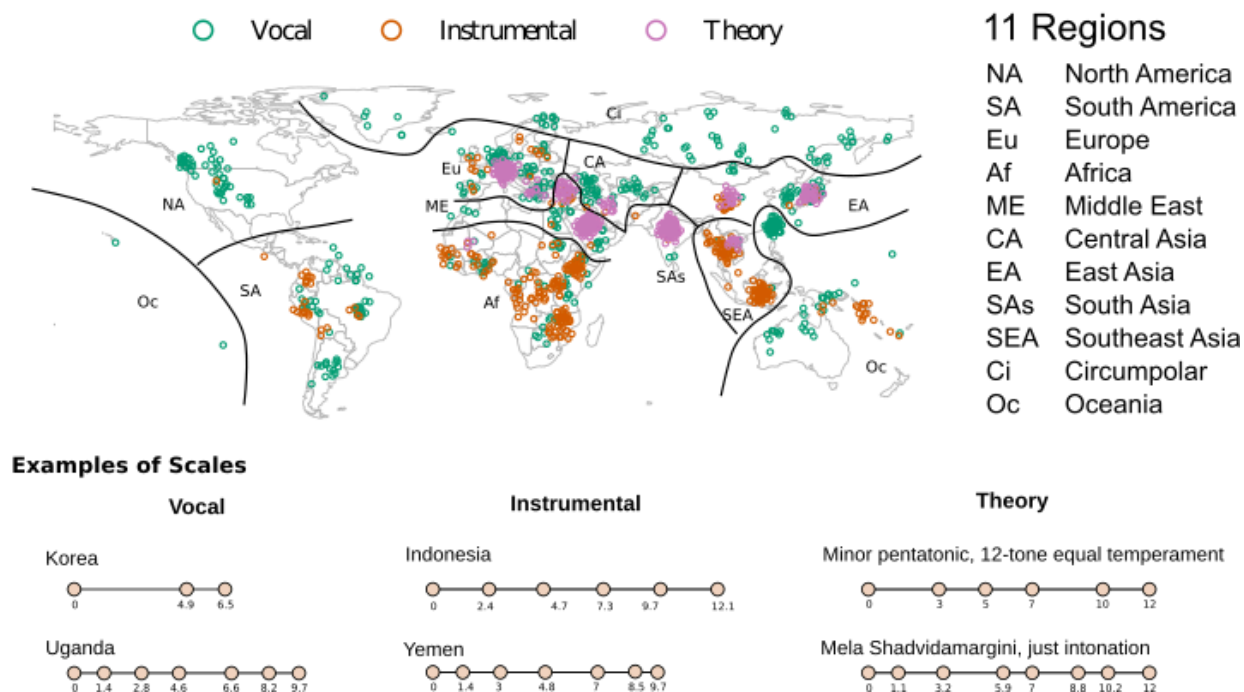 Vocal Instrumental Theory
11 Regions
NA North America
SA South America
Eu Europe
Af Africa
ME Middle East
CA Central Asia
EA East Asia
SAs South Asia
SEA Southeast Asia
Ci Circumpolar
Oc Oceania
Ci
Eu
CA
NA
ME
EA
Oc
SA
Af
SAs
SEA
Oc
Examples of Scales
Vocal
Korea
0 4.9 6.5
Uganda
0 1.4 2.8 4.6 6.6 8.2 9.7
Instrumental
Indonesia
0 2.4 4.7 7.3 9.7 12.1
Yemen
0 1.4 3 4.8 7 8.5 9.7
Theory
Minor pentatonic, 12-tone equal temperament
0 3 5 7 10 12
Mela Shadvidamargini, just intonation
0 1.1 3.2 5.9 7 8.8 10.2 12